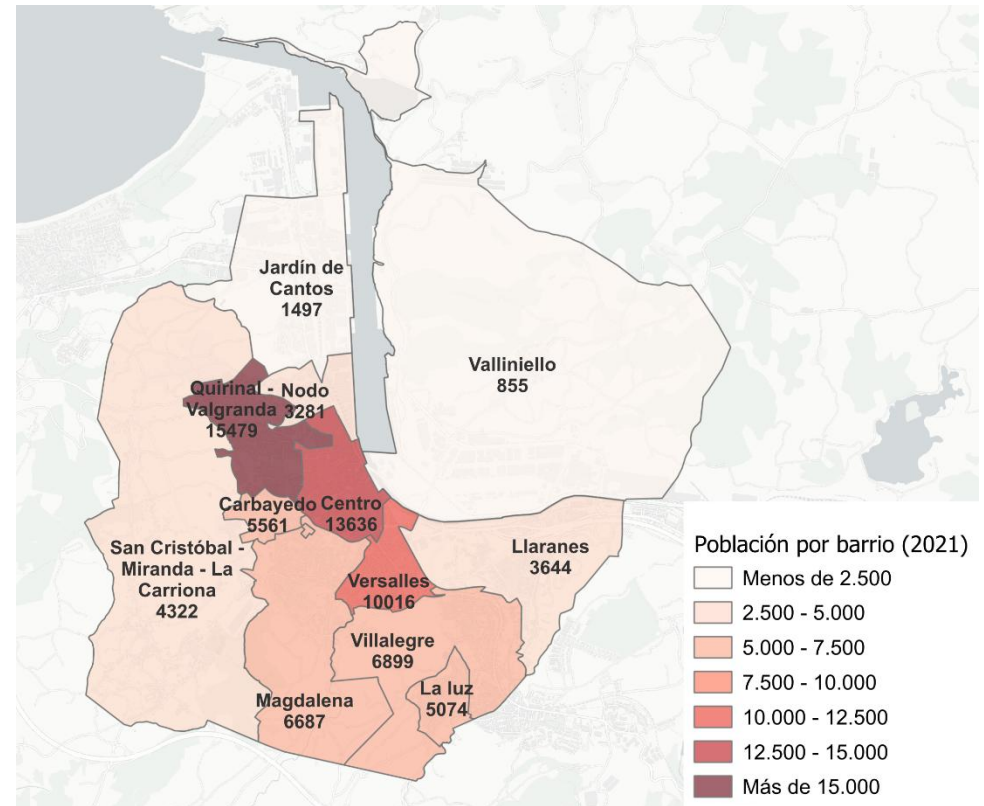 Jardín de
Cantos
1497
Valliniello
855
Quirinal -
Valgranda
15479
Nodo
3281
Carbayedo
5561
Centro
13636
San Cristóbal -
Miranda - La
Carriona
4322
Llaranes
3644
Versalles
10016
Villalegre
6899
La luz
5074
Magdalena
6687
Población por barrio (2021)
Menos de 2.500
2.500 - 5.000
5.000 - 7.500
7.500 - 10.000
10.000 - 12.500
12.500 - 15.000
Más de 15.000